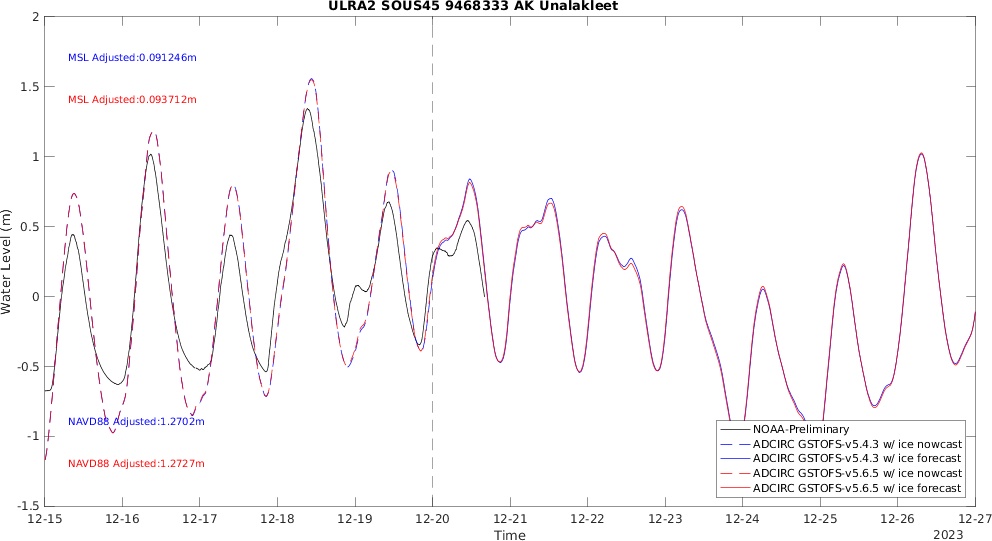 ULRA2 SOUS45 9468333 AK Unalakleet
Water Level (m)
2
1.5
1
0.5
0
-0.5
-1
-1.5
MSL Adjusted:0.091246m
MSL Adjusted:0.093712m
NAVD88 Adjusted:1.2702m
NAVD88 Adjusted:1.2727m
NOAA-Preliminary
ADCIRC GSTOFS-v5.4.3 w/ ice nowcast
ADCIRC GSTOFS-v5.4.3 w/ ice forecast
ADCIRC GSTOFS-v5.6.5 w/ ice nowcast
ADCIRC GSTOFS-v5.6.5 w/ ice forecast
12-15 12-16 12-17 12-18 12-19 12-20 12-21 12-22 12-23 12-24 12-25 12-26 12-27
Time
2023